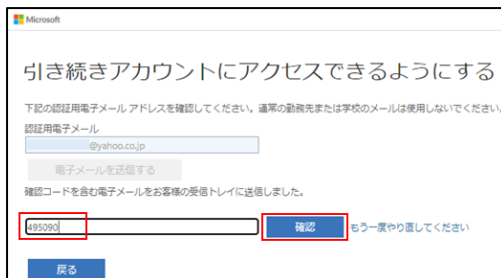 Microsoft
引き続きアカウントにアクセスできるようにする
下記の認証用電子メール アドレスを確認してください。通常の勤務先または学校のメールは使用しないでください。
認証用電子メール
@yahoo.co.jp
電子メールを送信する
確認コードを含む電子メールをお客様の受信トレイに送信しました。
495090 確認 もう一度やり直してください
戻る